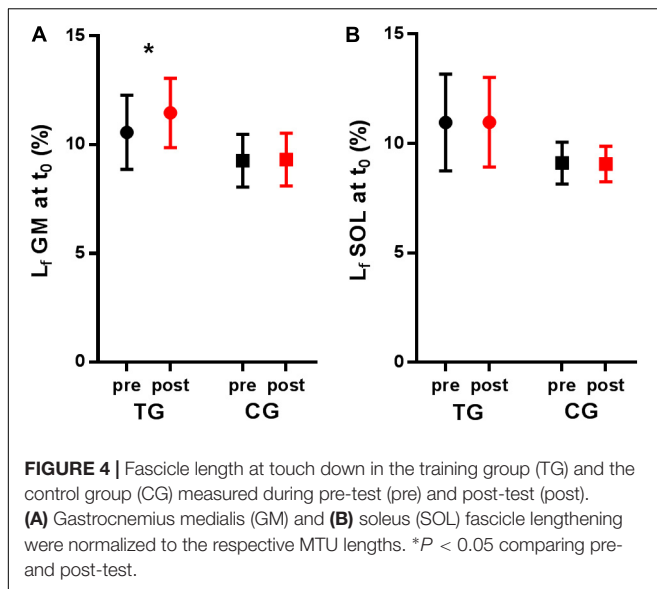 A
B
15
*
10
5
0
L_f GM at t_0 (%)
pre post pre post
TG CG
15
10
5
0
L_f SOL at t_0 (%)
pre post pre post
TG CG
FIGURE 4 | Fascicle length at touch down in the training group (TG) and the
control group (CG) measured during pre-test (pre) and post-test (post).
(A) Gastrocnemius medialis (GM) and (B) soleus (SOL) fascicle lengthening
were normalized to the respective MTU lengths. *P < 0.05 comparing pre-
and post-test.